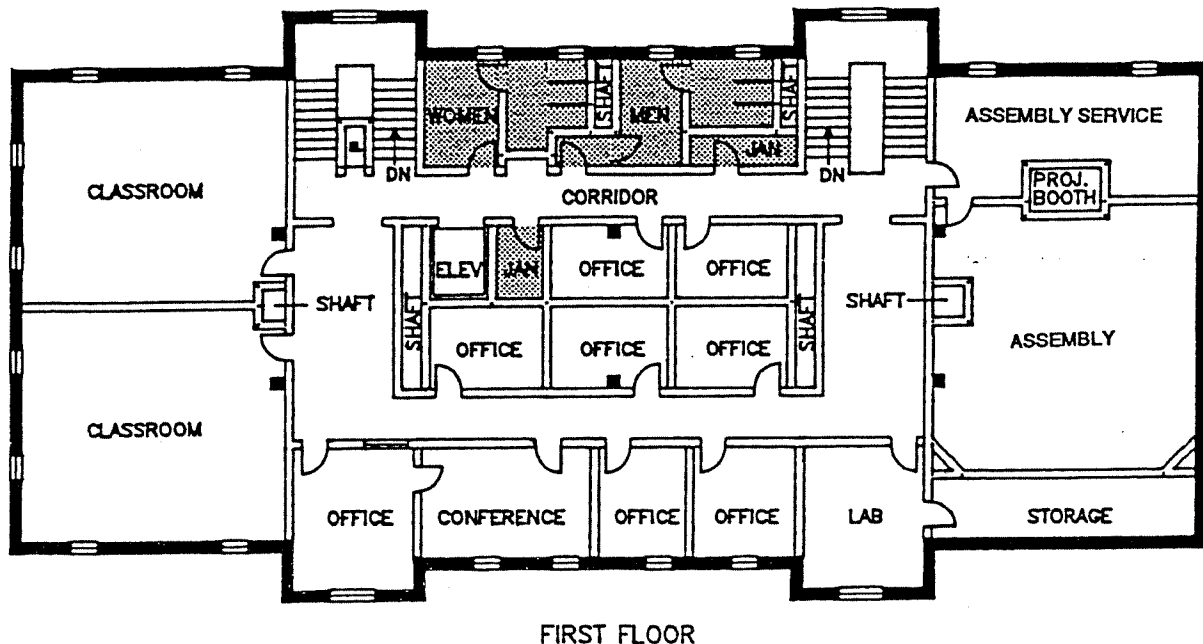 WOMEN
SHAFT
MEN
SHAFT
JAN
DN
DN
ASSEMBLY SERVICE
PROJ.
BOOTH
CLASSROOM
CORRIDOR
ELEV
JAN
OFFICE
OFFICE
SHAFT
SHAFT
SHAFT
SHAFT
OFFICE
OFFICE
OFFICE
ASSEMBLY
CLASSROOM
OFFICE
CONFERENCE
OFFICE
OFFICE
LAB
STORAGE
FIRST FLOOR